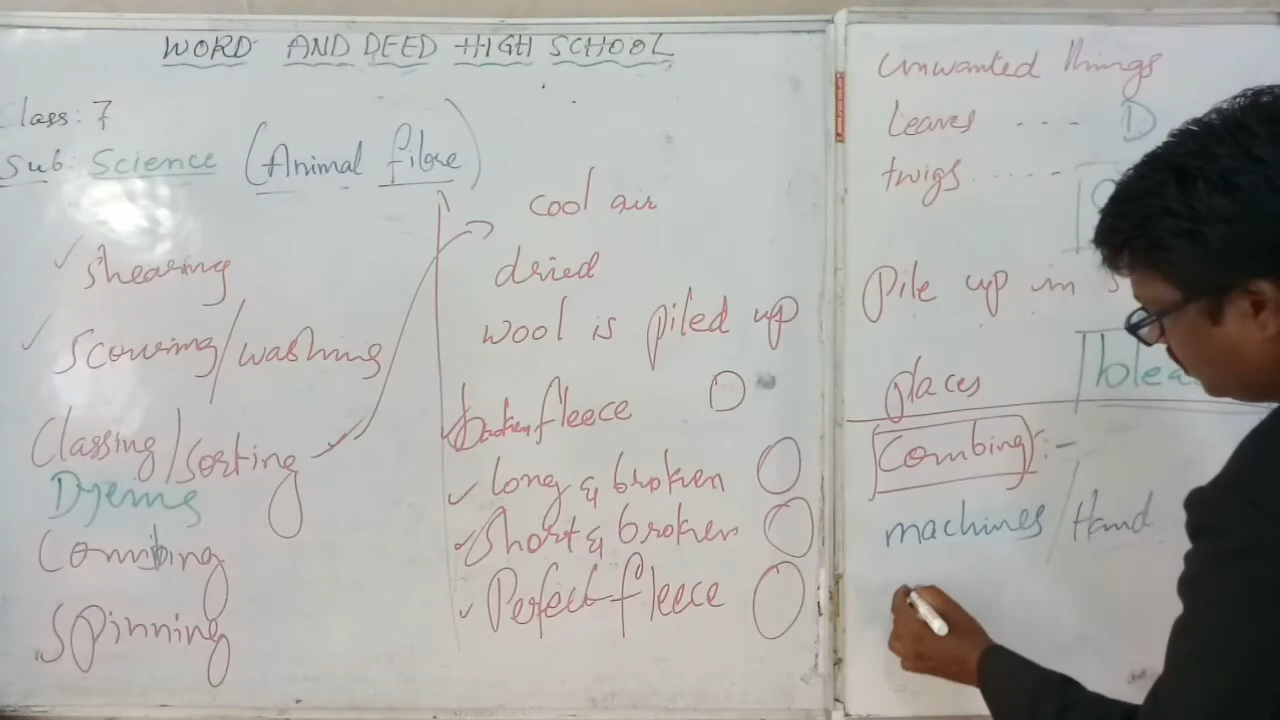 WORD AND DEED HIGH SCHOOL
Class: 7
Sub: Science (Animal fibre)
✓ Shearing
✓ Scouring/washing
Classing/sorting
Dyeing
Combing
Spinning
cool air
dried
wool is piled up
fleece
✓ long & broken
✓ Short & broken
✓ Perfect fleece
unwanted things
leaves --- D
twigs.....-
Pile up in
places
Combing :-
machines/Hand